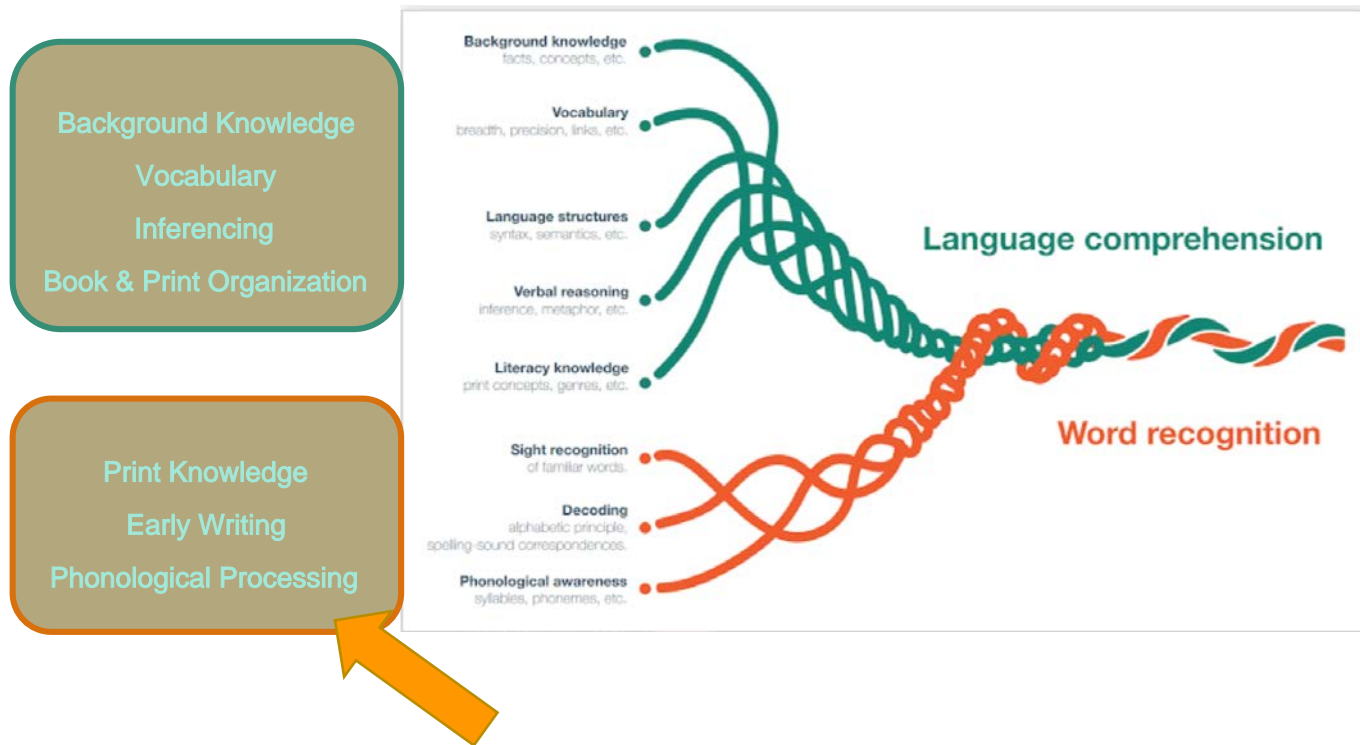 Background Knowledge
Vocabulary
Inferencing
Book & Print Organization
Print Knowledge
Early Writing
Phonological Processing
Background knowledge
facts, concepts, etc.
Vocabulary
breadth, precision, links, etc.
Language structures
syntax, semantics, etc.
Verbal reasoning
inference, metaphor, etc.
Literacy knowledge
print concepts, genres, etc.
Sight recognition
of familiar words.
Decoding
alphabetic principle,
spelling-sound correspondences.
Phonological awareness
syllables, phonemes, etc.
Language comprehension
Word recognition